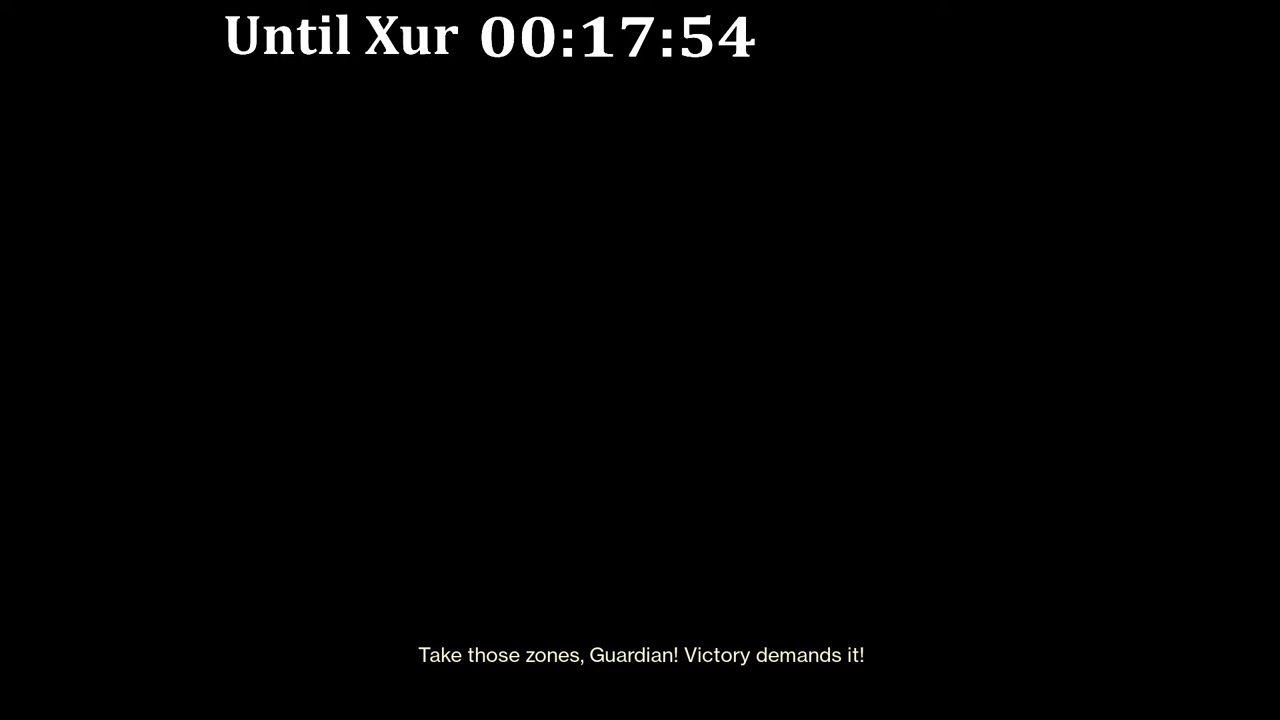 Until Xur 00:17:54
Take those zones, Guardian! Victory demands it!